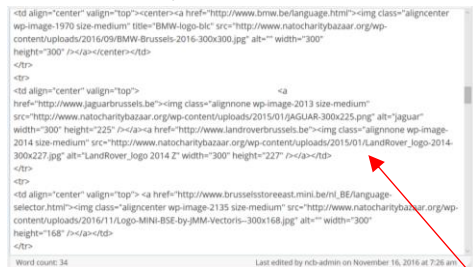 <td align="center" valign="top"><center><a href="http://www.bmw.be/language.html"><img class="aligncenter
wp-image-1970 size-medium" title="BMW-logo-blc" src="http://www.natocharitybazaar.org/wp-
content/uploads/2016/09/BMW-Brussels-2016-300x300.jpg" alt="" width="300"
height="300" /></a></center></td>
</tr>
<tr>
<td align="center" valign="top"> <a
href="http://www.jaguarbrussels.be"><img class="alignnone wp-image-2013 size-medium"
src="http://www.natocharitybazaar.org/wp-content/uploads/2015/01/JAGUAR-300x225.png" alt="jaguar"
width="300" height="225" /></a><a href="http://www.landroverbrussels.be"><img class="alignnone wp-image-
2014 size-medium" src="http://www.natocharitybazaar.org/wp-content/uploads/2015/01/LandRover_logo-2014-
300x227.jpg" alt="LandRover_logo 2014 Z" width="300" height="227" /></a></td>
</tr>
<tr>
<td align="center" valign="top"> <a href="http://www.brusselsstoreeast.mini.be/nl_BE/language-
selector.html"><img class="aligncenter wp-image-2135 size-medium" src="http://www.natocharitybazaar.org/wp-
content/uploads/2016/11/Logo-MINI-BSE-by-JMM-Vectoris--300x168.jpg" alt="" width="300"
height="168" /></a></td>
</tr>
Word count: 34 Last edited by ncb-admin on November 16, 2016 at 7:26 am